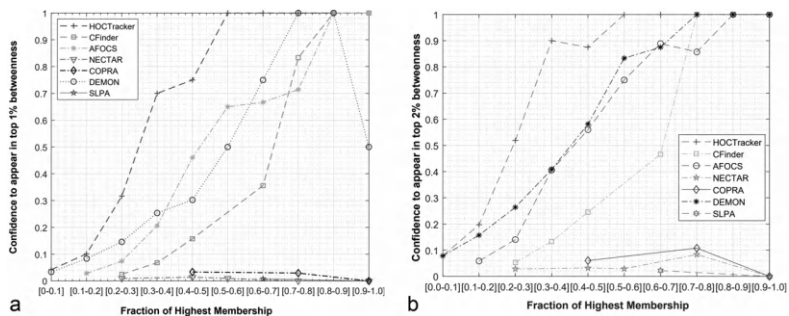 Confidence to appear in top 1% betweenness
1
0.9
0.8
0.7
0.6
0.5
0.4
0.3
0.2
0.1
0
HOCTracker
CFinder
AFOCS
NECTAR
COPRA
DEMON
SLPA
[0-0.1]
[0.1-0.2]
[0.2-0.3]
[0.3-0.4]
[0.4-0.5]
[0.5-0.6]
[0.6-0.7]
[0.7-0.8]
[0.8-0.9]
[0.9-1.0]
Fraction of Highest Membership
a
Confidence to appear in top 2% betweenness
1
0.9
0.8
0.7
0.6
0.5
0.4
0.3
0.2
0.1
0
HOCTracker
CFinder
AFOCS
NECTAR
COPRA
DEMON
SLPA
[0.0-0.1]
[0.1-0.2]
[0.2-0.3]
[0.3-0.4]
[0.4-0.5]
[0.5-0.6]
[0.6-0.7]
[0.7-0.8]
[0.8-0.9]
[0.9-1.0]
Fraction of Highest Membership
b